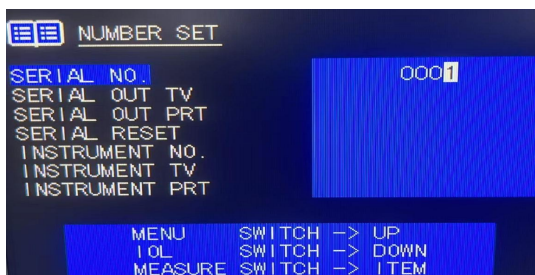 NUMBER SET
SERIAL NO. 0001
SERIAL OUT TV
SERIAL OUT PRT
SERIAL RESET
INSTRUMENT NO.
INSTRUMENT TV
INSTRUMENT PRT
MENU SWITCH -> UP
IOL SWITCH -> DOWN
MEASURE SWITCH -> ITEM